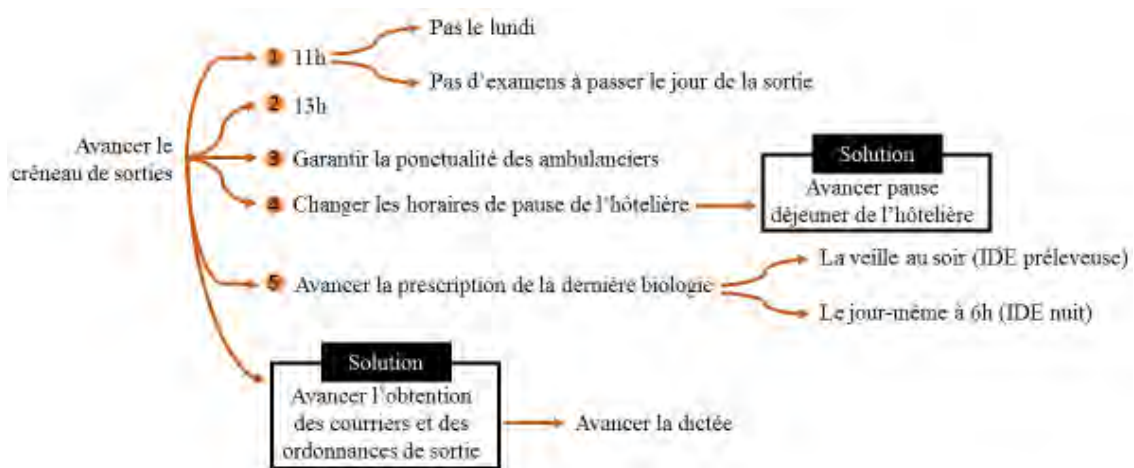 Pas le lundi
1 11h
Pas d'examens à passer le jour de la sortie
2 13h
Avancer le
crêneau de sorties
3 Garantir la ponctualité des ambulanciers
Solution
4 Changer les horaires de pause de l'hôtelière
Avancer pause
déjeuner de l'hôtelière
La veille au soir (IDE préleveuse)
5 Avancer la prescription de la dernière biologie
Le jour-même à 6h (IDE nuit)
Solution
Avancer l'obtention
des courriers et des
ordonnances de sortie
Avancer la dictée